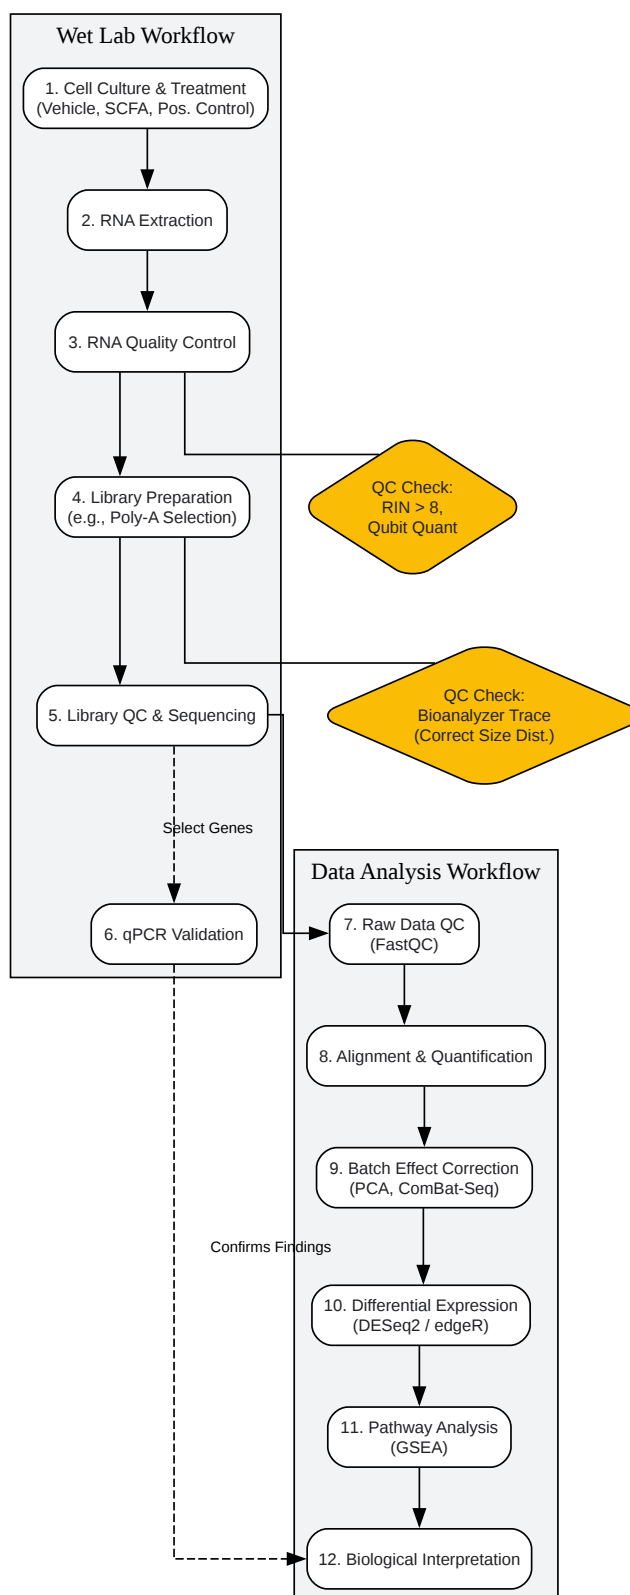 Wet Lab Workflow
1. Cell Culture & Treatment
(Vehicle, SCFA, Pos. Control)
2. RNA Extraction
3. RNA Quality Control
QC Check:
RIN > 8,
Qubit Quant
4. Library Preparation
(e.g., Poly-A Selection)
QC Check:
Bioanalyzer Trace
(Correct Size Dist.)
5. Library QC & Sequencing
Select Genes
6. qPCR Validation
Data Analysis Workflow
7. Raw Data QC
(FastQC)
8. Alignment & Quantification
9. Batch Effect Correction
(PCA, ComBat-Seq)
Confirms Findings
10. Differential Expression
(DESeq2 / edgeR)
11. Pathway Analysis
(GSEA)
12. Biological Interpretation